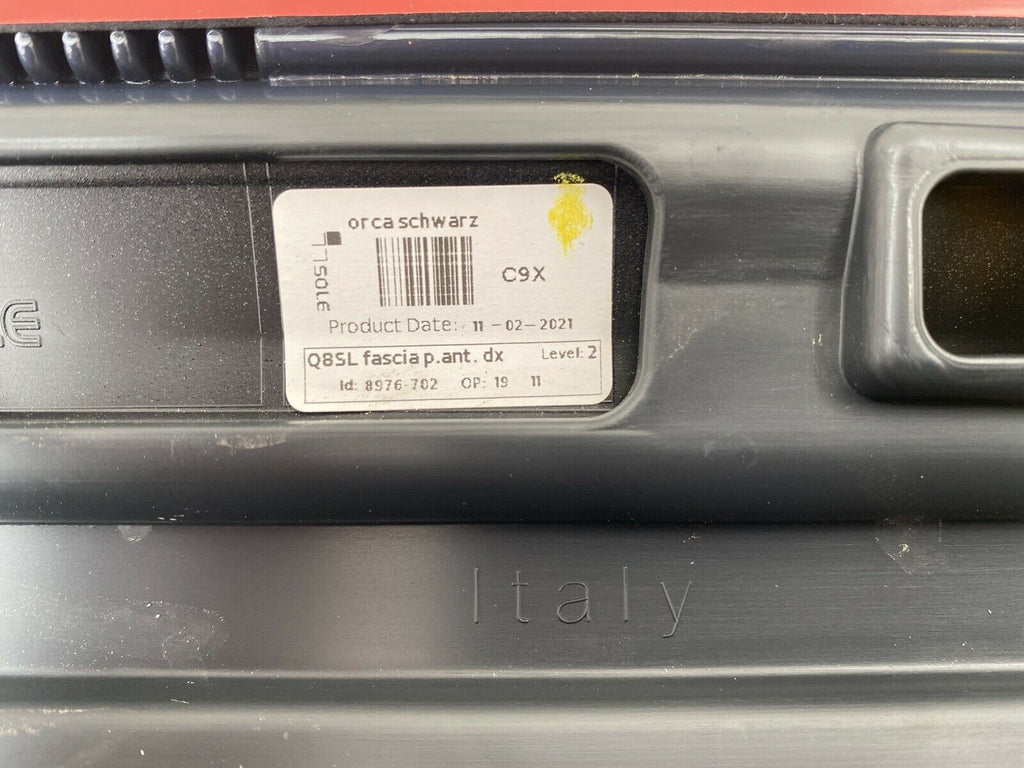 orca schwarz
ISOLE
C9X
Product Date: 11-02-2021
Q8SL fascia p.ant. dx Level: 2
Id: 8976-702 OP: 19 11
Italy